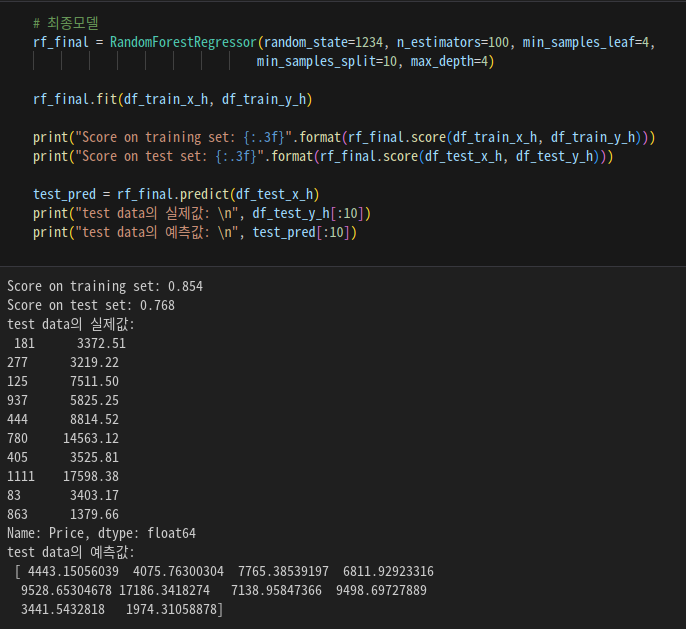 # 최종모델
rf_final = RandomForestRegressor(random_state=1234, n_estimators=100, min_samples_leaf=4,
                                min_samples_split=10, max_depth=4)
rf_final.fit(df_train_x_h, df_train_y_h)
print("Score on training set: {:.3f}".format(rf_final.score(df_train_x_h, df_train_y_h)))
print("Score on test set: {:.3f}".format(rf_final.score(df_test_x_h, df_test_y_h)))
test_pred = rf_final.predict(df_test_x_h)
print("test data의 실제값: \n", df_test_y_h[:10])
print("test data의 예측값: \n", test_pred[:10])
Score on training set: 0.854
Score on test set: 0.768
test data의 실제값:
 181      3372.51
277     3219.22
125     7511.50
937     5825.25
444     8814.52
780    14563.12
405     3525.81
1111   17598.38
83      3403.17
863     1379.66
Name: Price, dtype: float64
test data의 예측값:
 [ 4443.15056039  4075.76300304  7765.38539197  6811.92923316
  9528.65304678 17186.3418274   7138.95847366  9498.69727889
  3441.5432818   1974.31058878]